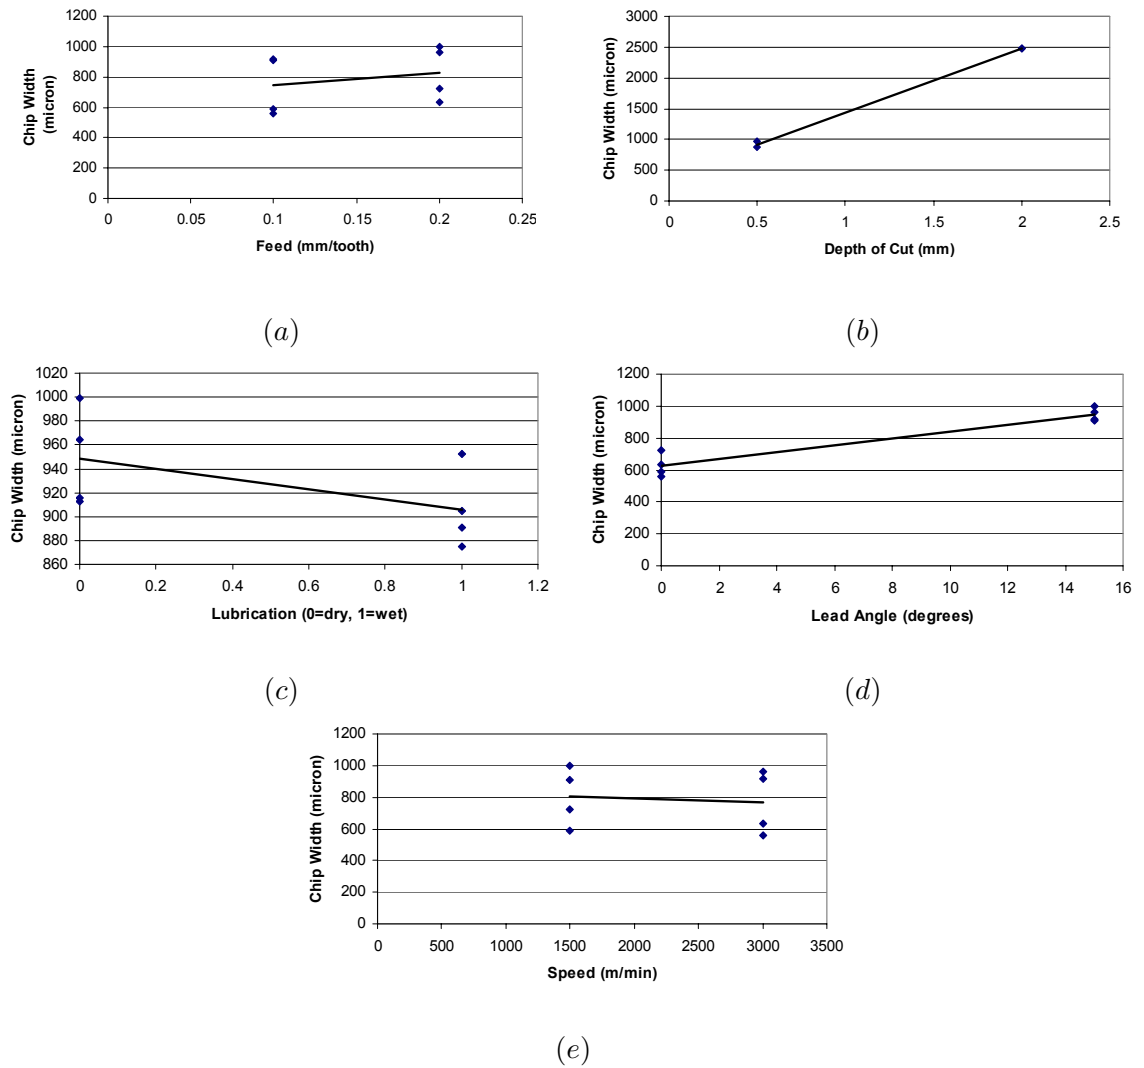 1200
1000
800
600
400
200
0
Chip Width
(micron)
0 0.05 0.1 0.15 0.2 0.25
Feed (mm/tooth)
(a)
3000
2500
2000
1500
1000
500
0
Chip Width (micron)
0 0.5 1 1.5 2 2.5
Depth of Cut (mm)
(b)
1020
1000
980
960
940
920
900
880
860
Chip Width (micron)
0 0.2 0.4 0.6 0.8 1 1.2
Lubrication (0=dry, 1=wet)
(c)
1200
1000
800
600
400
200
0
Chip Width (micron)
0 2 4 6 8 10 12 14 16
Lead Angle (degrees)
(d)
1200
1000
800
600
400
200
0
Chip Width (micron)
0 500 1000 1500 2000 2500 3000 3500
Speed (m/min)
(e)